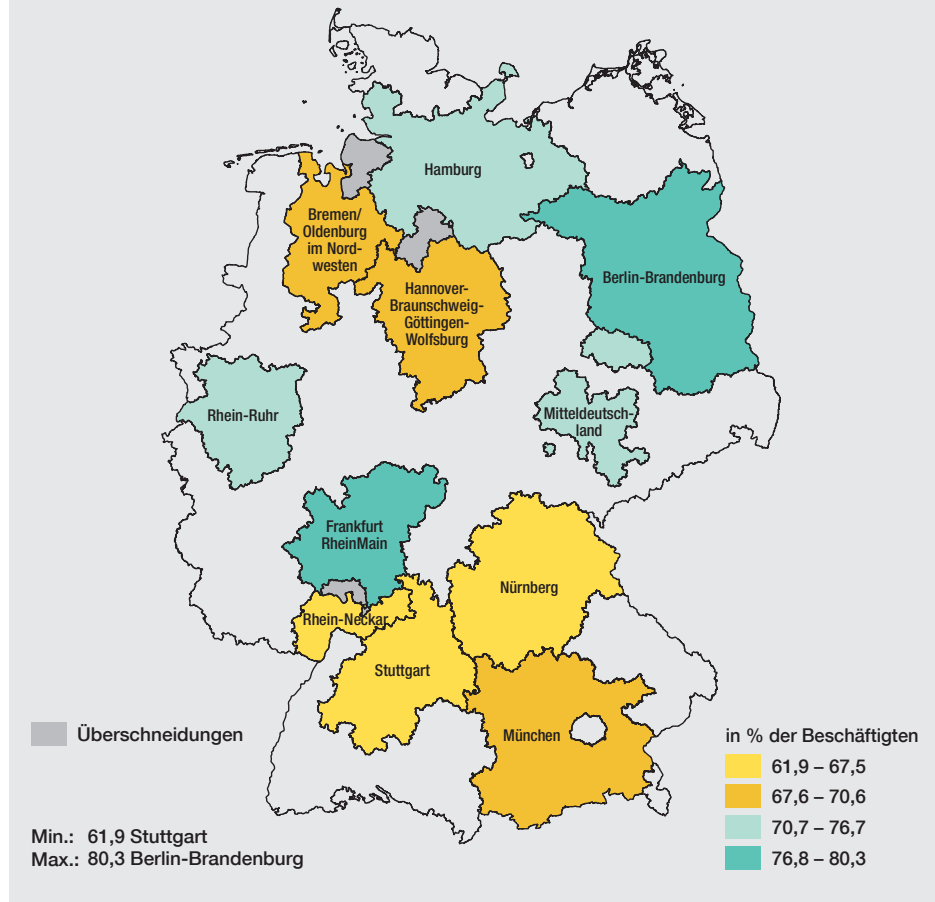 Hamburg
Bremen/
Oldenburg
im Nord-
westen
Berlin-Brandenburg
Hannover-
Braunschweig-
Göttingen-
Wolfsburg
Rhein-Ruhr
Mitteldeutsch-
land
Frankfurt
RheinMain
Nürnberg
Rhein-Neckar
Stuttgart
München
Überschneidungen
in % der Beschäftigten
61,9 – 67,5
67,6 – 70,6
70,7 – 76,7
76,8 – 80,3
Min.: 61,9 Stuttgart
Max.: 80,3 Berlin-Brandenburg